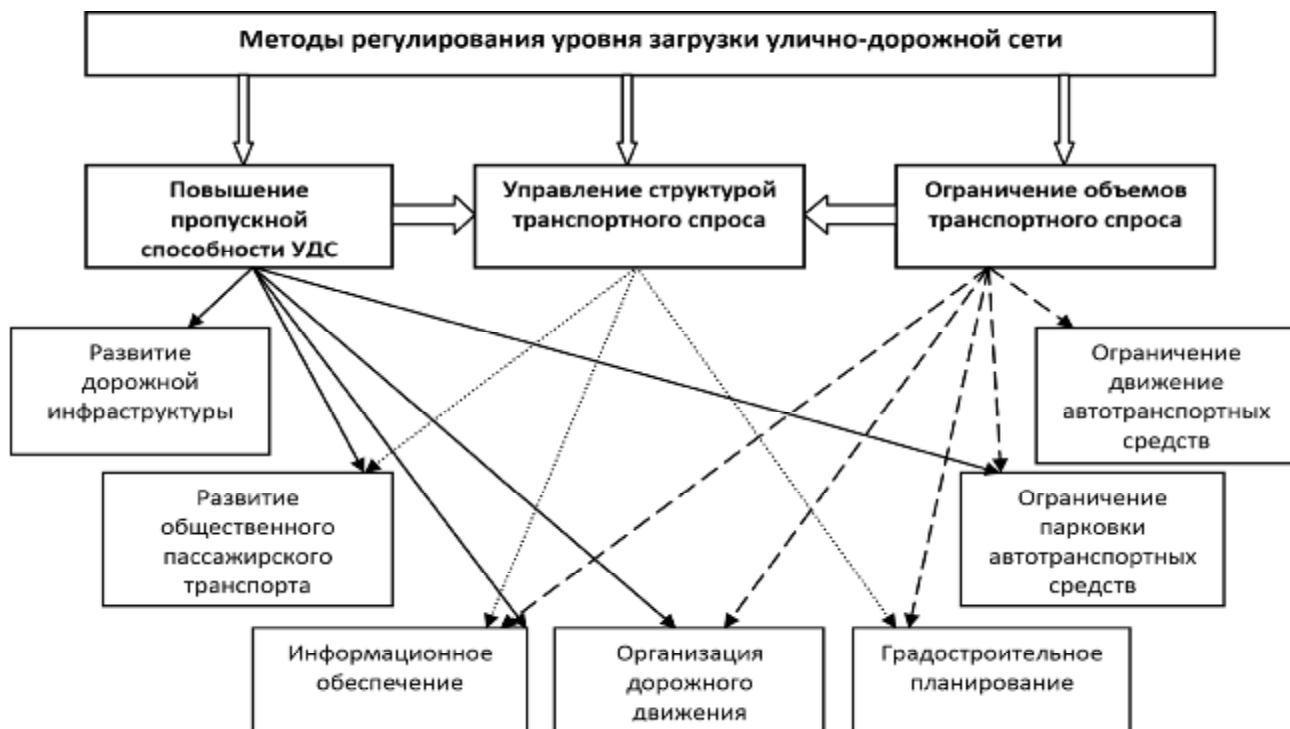 Методы регулирования уровня загрузки улично-дорожной сети
Повышение
пропускной
способности УДС
Управление структурой
транспортного спроса
Ограничение объемов
транспортного спроса
Развитие
дорожной
инфраструктуры
Ограничение
движение
автотранспортных
средств
Развитие
общественного
пассажирского
транспорта
Ограничение
парковки
автотранспортных
средств
Информационное
обеспечение
Организация
дорожного
движения
Градостроительное
планирование